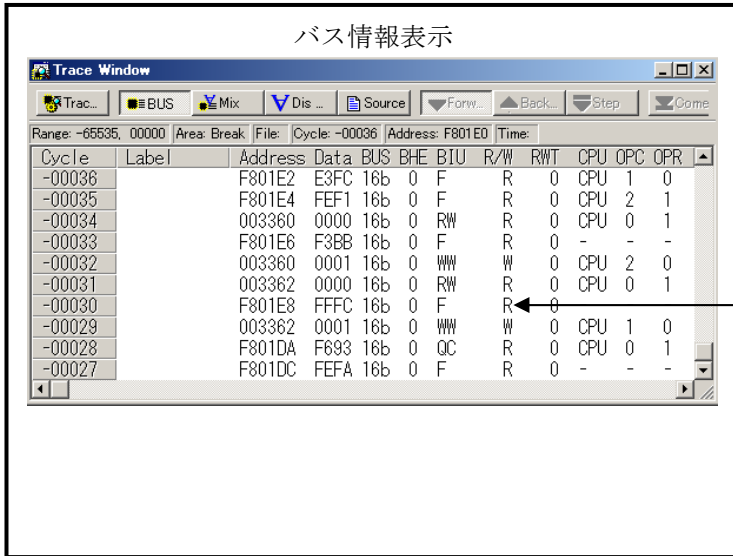 バス情報表示
Trace Window
Trac... BUS Mix Dis ... Source Forw... Back... Step Come
Range: -65535, 00000 Area: Break File: Cycle: -00036 Address: F801E0 Time:
Cycle Label Address Data BUS BHE BIU R/W RWT CPU OPC OPR
-00036 F801E2 E3FC 16b 0 F R 0 CPU 1 0
-00035 F801E4 FEF1 16b 0 F R 0 CPU 2 1
-00034 003360 0000 16b 0 RW R 0 CPU 0 1
-00033 F801E6 F3BB 16b 0 F R 0 - - -
-00032 003360 0001 16b 0 WW W 0 CPU 2 0
-00031 003362 0000 16b 0 RW R 0 CPU 0 1
-00030 F801E8 FFFC 16b 0 F R 0
-00029 003362 0001 16b 0 WW W 0 CPU 1 0
-00028 F801DA F693 16b 0 QC R 0 CPU 0 1
-00027 F801DC FEFA 16b 0 F R 0 - - -